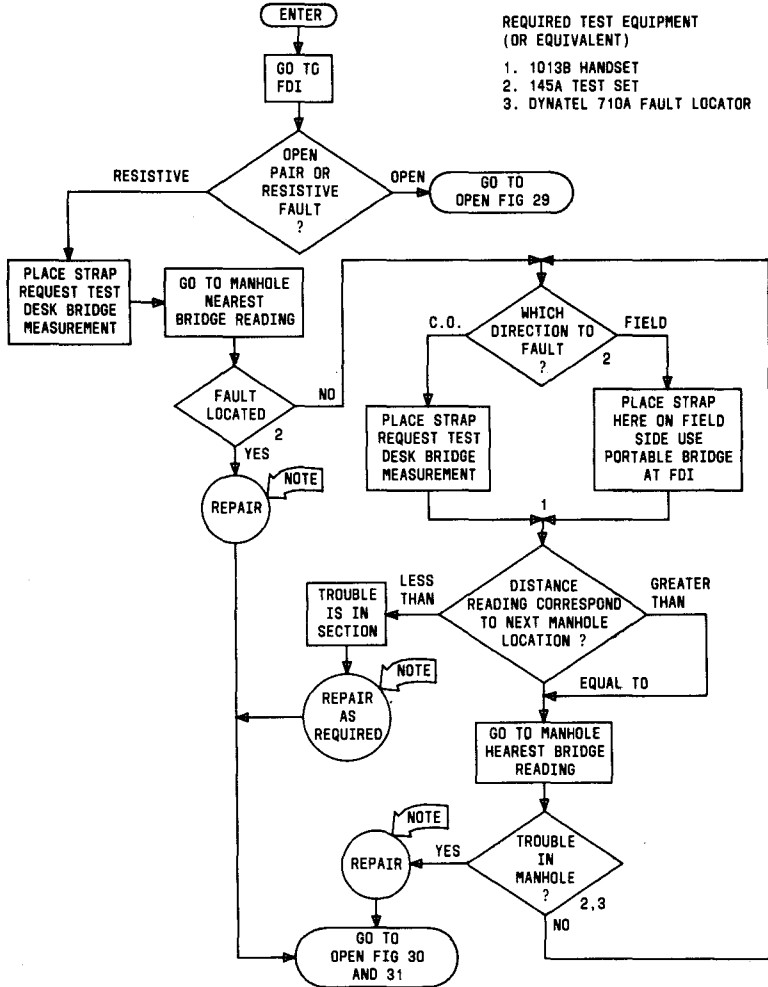 ENTER
REQUIRED TEST EQUIPMENT
(OR EQUIVALENT)
1. 1013B HANDSET
2. 145A TEST SET
3. DYNATEL 710A FAULT LOCATOR
GO TO
FDI
OPEN
PAIR OR
RESISTIVE
FAULT
?
RESISTIVE
OPEN
GO TO
OPEN FIG 29
PLACE STRAP
REQUEST TEST
DESK BRIDGE
MEASUREMENT
GO TO MANHOLE
NEAREST
BRIDGE READING
FAULT
LOCATED
2
NO
YES
NOTE
REPAIR
WHICH
DIRECTION TO
FAULT
?
2
C.O.
FIELD
PLACE STRAP
REQUEST TEST
DESK BRIDGE
MEASUREMENT
PLACE STRAP
HERE ON FIELD
SIDE USE
PORTABLE BRIDGE
AT FDI
1
DISTANCE
READING CORRESPOND
TO NEXT MANHOLE
LOCATION ?
LESS
THAN
GREATER
THAN
TROUBLE
IS IN
SECTION
NOTE
REPAIR
AS
REQUIRED
EQUAL TO
GO TO MANHOLE
HEAREST BRIDGE
READING
TROUBLE
IN
MANHOLE
?
2,3
YES
NO
NOTE
REPAIR
GO TO
OPEN FIG 30
AND 31